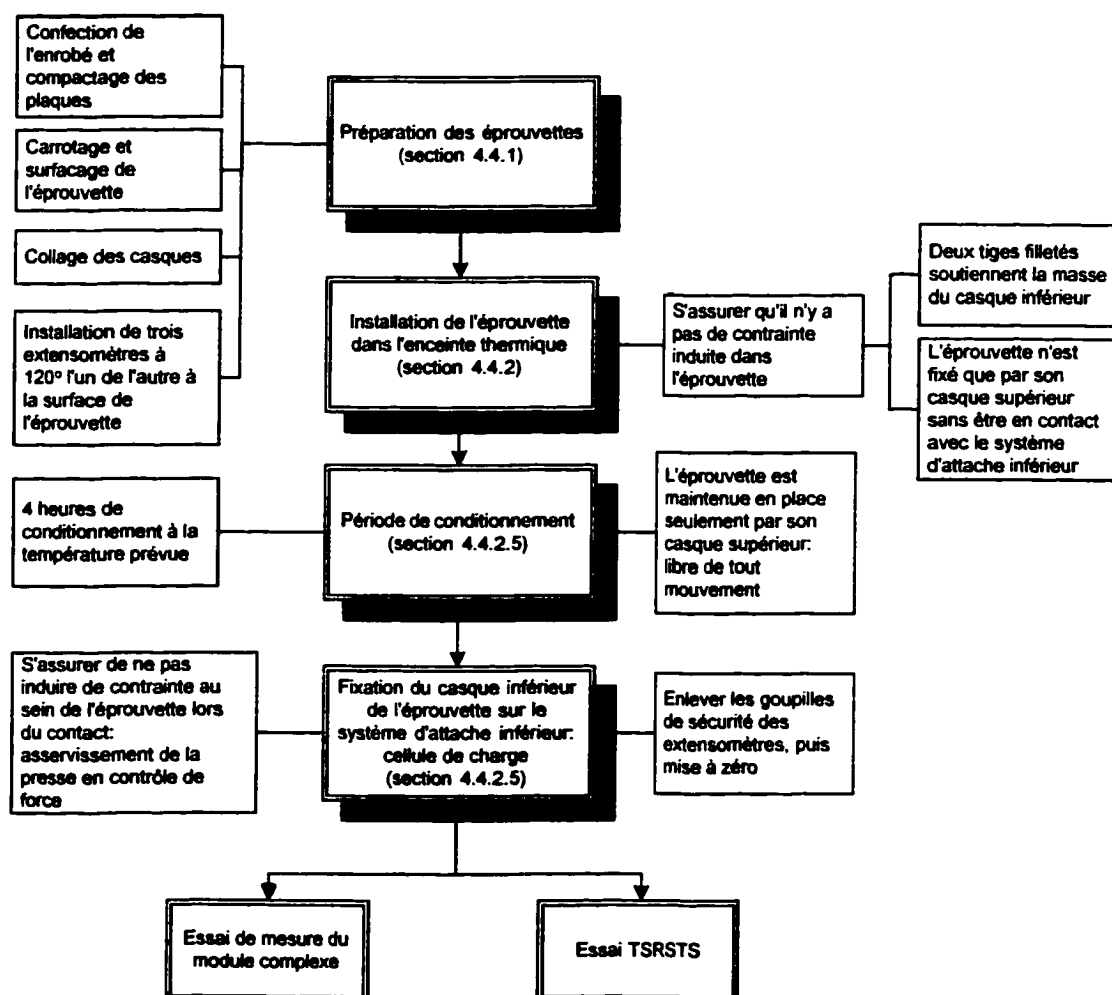 Confection de
l'enrobé et
compactage des
plaques
Carrotage et
surfacage de
l'éprouvette
Collage des casques
Installation de trois
extensomètres à
120° l'un de l'autre à
la surface de
l'éprouvette
Préparation des éprouvettes
(section 4.4.1)
Installation de l'éprouvette
dans l'enceinte thermique
(section 4.4.2)
S'assurer qu'il n'y a
pas de contrainte
induite dans
l'éprouvette
Deux tiges filletés
soutiennent la masse
du casque inférieur
L'éprouvette n'est
fixé que par son
casque supérieur
sans être en contact
avec le système
d'attache inférieur
4 heures de
conditionnement à la
température prévue
Période de conditionnement
(section 4.4.2.5)
L'éprouvette est
maintenue en place
seulement par son
casque supérieur:
libre de tout
mouvement
S'assurer de ne pas
induire de contrainte au
sein de l'éprouvette lors
du contact:
asservissement de la
presse en contrôle de
force
Fixation du casque inférieur
de l'éprouvette sur le
système d'attache inférieur:
cellule de charge
(section 4.4.2.5)
Enlever les goupilles
de sécurité des
extensomètres, puis
mise à zéro
Essai de mesure du
module complexe
Essai TSRSTS